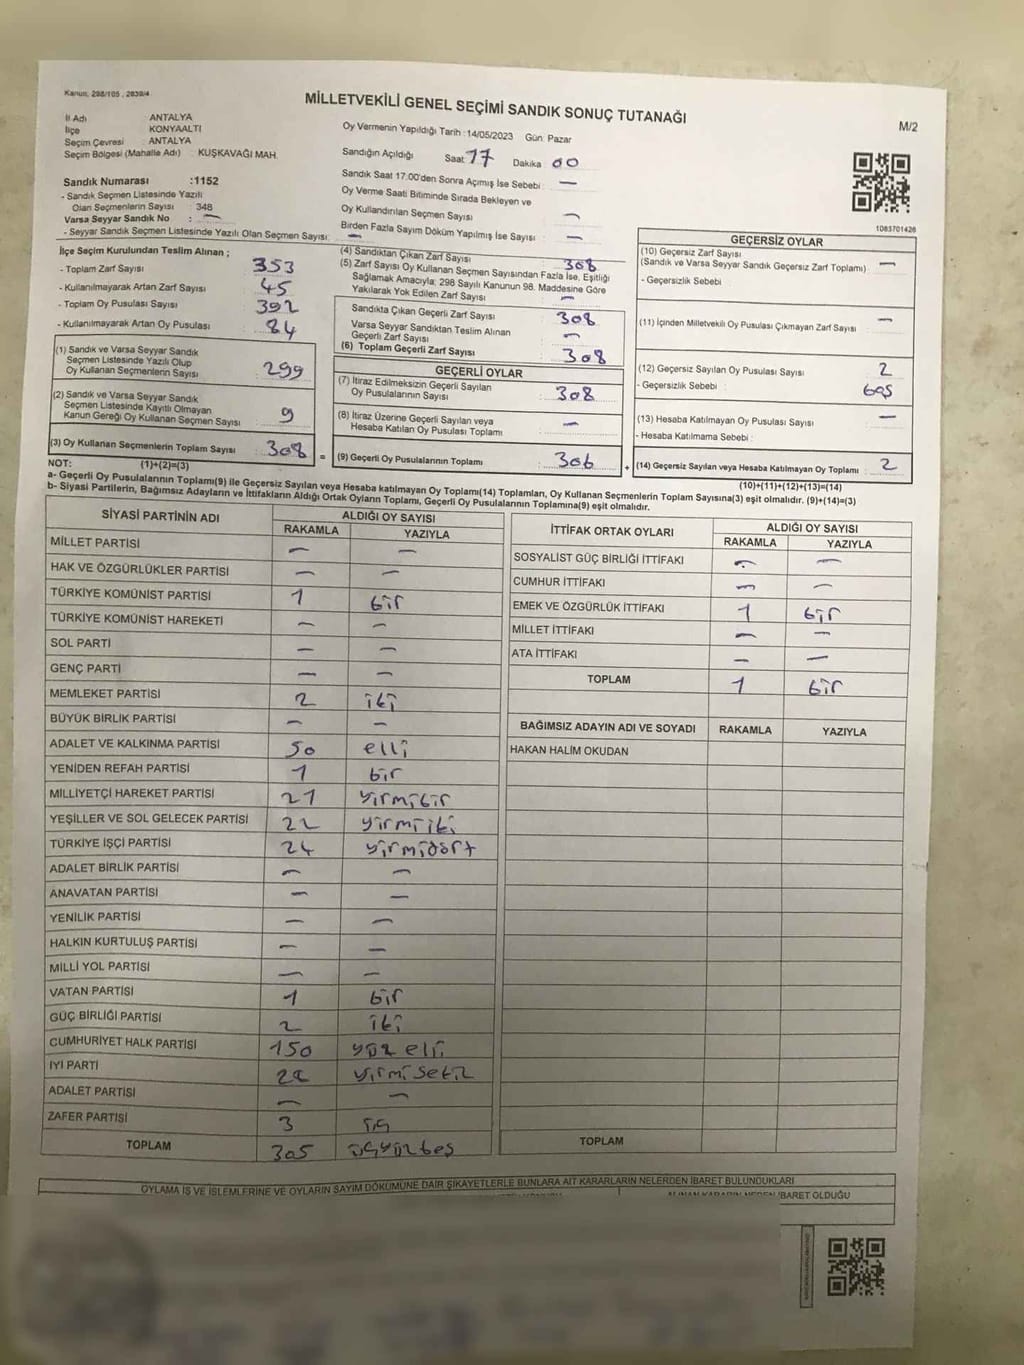 Kanun: 298/105 , 2839/4
MİLLETVEKİLİ GENEL SEÇİMİ SANDIK SONUÇ TUTANAĞI
M/2
İl Adı ANTALYA
İlçe KONYAALTI
Seçim Çevresi ANTALYA
Seçim Bölgesi (Mahalle Adı) : KUŞKAVAĞI MAH.
Sandık Numarası :1152
- Sandık Seçmen Listesinde Yazılı
Olan Seçmenlerin Sayısı : 348
Varsa Seyyar Sandık No : —
- Seyyar Sandık Seçmen Listesinde Yazılı Olan Seçmen Sayısı: —
Oy Vermenin Yapıldığı Tarih :14/05/2023 Gün: Pazar
Sandığın Açıldığı Saat 17 Dakika 00
Sandık Saat 17:00'den Sonra Açımış İse Sebebi : —
Oy Verme Saati Bitiminde Sırada Bekleyen ve
Oy Kullandırılan Seçmen Sayısı —
Birden Fazla Sayım Döküm Yapılmış İse Sayısı : —
1083701426
İlçe Seçim Kurulundan Teslim Alınan ;
- Toplam Zarf Sayısı 353
- Kullanılmayarak Artan Zarf Sayısı : 45
- Toplam Oy Pusulası Sayısı : 392
- Kullanılmayarak Artan Oy Pusulası : 84
(1) Sandık ve Varsa Seyyar Sandık
Seçmen Listesinde Yazılı Olup
Oy Kullanan Seçmenlerin Sayısı : 299
(2) Sandık ve Varsa Seyyar Sandık
Seçmen Listesinde Kayıtlı Olmayan
Kanun Gereği Oy Kullanan Seçmen Sayısı : 9
(3) Oy Kullanan Seçmenlerin Toplam Sayısı : 308 =
(4) Sandıktan Çıkan Zarf Sayısı : 308
(5) Zarf Sayısı Oy Kullanan Seçmen Sayısından Fazla İse, Eşitliği
Sağlamak Amacıyla; 298 Sayılı Kanunun 98. Maddesine Göre
Yakılarak Yok Edilen Zarf Sayısı : —
Sandıkta Çıkan Geçerli Zarf Sayısı : 308
Varsa Seyyar Sandıktan Teslim Alınan
Geçerli Zarf Sayısı : —
(6) Toplam Geçerli Zarf Sayısı : 308
GEÇERLİ OYLAR
(7) İtiraz Edilmeksizin Geçerli Sayılan
Oy Pusulalarının Sayısı : 308
(8) İtiraz Üzerine Geçerli Sayılan veya
Hesaba Katılan Oy Pusulası Toplamı : —
(9) Geçerli Oy Pusulalarının Toplamı : 306 +
GEÇERSİZ OYLAR
(10) Geçersiz Zarf Sayısı
(Sandık ve Varsa Seyyar Sandık Geçersiz Zarf Toplamı) : —
- Geçersizlik Sebebi :
(11) İçinden Milletvekili Oy Pusulası Çıkmayan Zarf Sayısı : —
(12) Geçersiz Sayılan Oy Pusulası Sayısı : 2
- Geçersizlik Sebebi : boş
(13) Hesaba Katılmayan Oy Pusulası Sayısı : —
- Hesaba Katılmama Sebebi :
(14) Geçersiz Sayılan veya Hesaba Katılmayan Oy Toplamı : 2
(10)+(11)+(12)+(13)=(14)
NOT: (1)+(2)=(3)
a- Geçerli Oy Pusulalarının Toplamı(9) ile Geçersiz Sayılan veya Hesaba katılmayan Oy Toplamı(14) Toplamları, Oy Kullanan Seçmenlerin Toplam Sayısına(3) eşit olmalıdır. (9)+(14)=(3)
b- Siyasi Partilerin, Bağımsız Adayların ve İttifakların Aldığı Ortak Oyların Toplamı, Geçerli Oy Pusulalarının Toplamına(9) eşit olmalıdır.
SİYASİ PARTİNİN ADI ALDIĞI OY SAYISI
RAKAMLA YAZIYLA
MİLLET PARTİSİ — —
HAK VE ÖZGÜRLÜKLER PARTİSİ — —
TÜRKİYE KOMÜNİST PARTİSİ 1 bir
TÜRKİYE KOMÜNİST HAREKETİ — —
SOL PARTİ — —
GENÇ PARTİ — —
MEMLEKET PARTİSİ 2 iki
BÜYÜK BİRLİK PARTİSİ — —
ADALET VE KALKINMA PARTİSİ 50 elli
YENİDEN REFAH PARTİSİ 1 bir
MİLLİYETÇİ HAREKET PARTİSİ 21 yirmibir
YEŞİLLER VE SOL GELECEK PARTİSİ 22 yirmiiki
TÜRKİYE İŞÇİ PARTİSİ 24 yirmidört
ADALET BİRLİK PARTİSİ — —
ANAVATAN PARTİSİ — —
YENİLİK PARTİSİ — —
HALKIN KURTULUŞ PARTİSİ — —
MİLLİ YOL PARTİSİ — —
VATAN PARTİSİ 1 bir
GÜÇ BİRLİĞİ PARTİSİ 2 iki
CUMHURİYET HALK PARTİSİ 150 yüz elli
İYİ PARTİ 28 yirmi sekiz
ADALET PARTİSİ — —
ZAFER PARTİSİ 3 üç
TOPLAM 305 üçyüzbeş
İTTİFAK ORTAK OYLARI ALDIĞI OY SAYISI
RAKAMLA YAZIYLA
SOSYALİST GÜÇ BİRLİĞİ İTTİFAKI — —
CUMHUR İTTİFAKI — —
EMEK VE ÖZGÜRLÜK İTTİFAKI 1 bir
MİLLET İTTİFAKI — —
ATA İTTİFAKI — —
TOPLAM 1 bir
BAĞIMSIZ ADAYIN ADI VE SOYADI RAKAMLA YAZIYLA
HAKAN HALİM OKUDAN
TOPLAM
OYLAMA İŞ VE İŞLEMLERİNE VE OYLARIN SAYIM DÖKÜMÜNE DAİR ŞİKAYETLERLE BUNLARA AİT KARARLARIN NELERDEN İBARET BULUNDUKLARI
ALINAN KARARIN NEDEN İBARET OLDUĞU